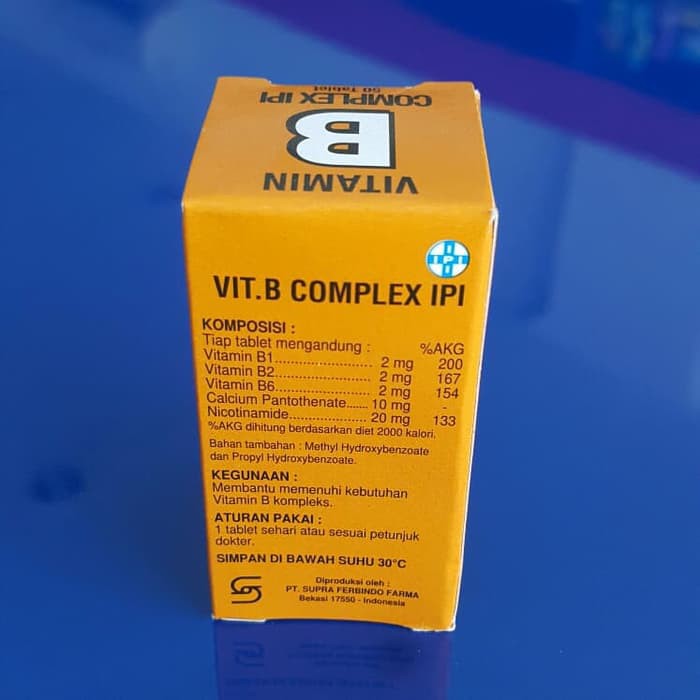 VITAMIN
B
COMPLEX IPI
50 Tablet
IPI
VIT.B COMPLEX IPI
KOMPOSISI :
Tiap tablet mengandung : %AKG
Vitamin B1........................ 2 mg 200
Vitamin B2........................ 2 mg 167
Vitamin B6........................ 2 mg 154
Calcium Pantothenate...... 10 mg -
Nicotinamide................... 20 mg 133
%AKG dihitung berdasarkan diet 2000 kalori.
Bahan tambahan : Methyl Hydroxybenzoate
dan Propyl Hydroxybenzoate.
KEGUNAAN :
Membantu memenuhi kebutuhan
Vitamin B kompleks.
ATURAN PAKAI :
1 tablet sehari atau sesuai petunjuk
dokter.
SIMPAN DI BAWAH SUHU 30°C
Diproduksi oleh :
PT. SUPRA FERBINDO FARMA
Bekasi 17550 - Indonesia